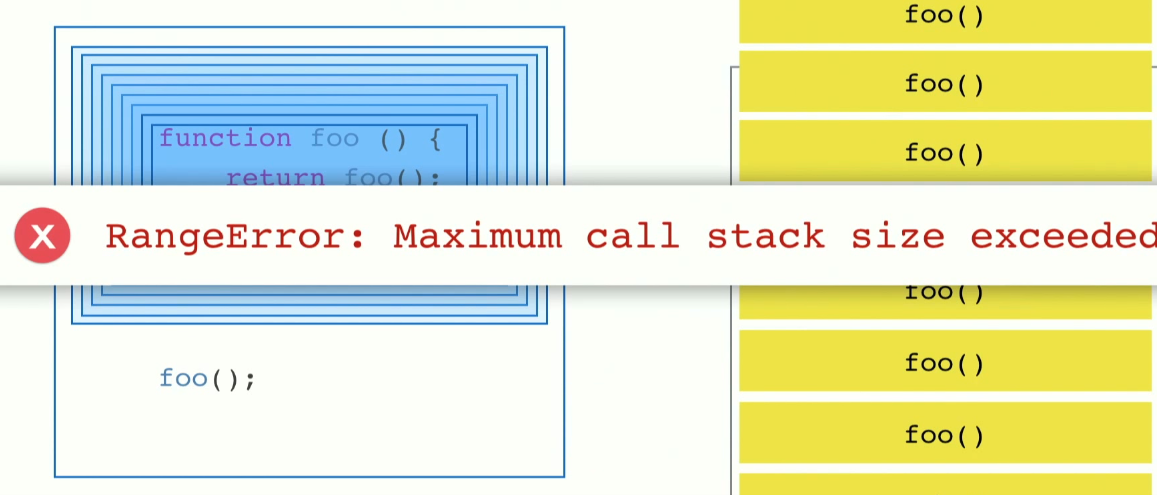 function foo () {
return foo();
RangeError: Maximum call stack size exceeded
foo();
foo()
foo()
foo()
foo()
foo()
foo()